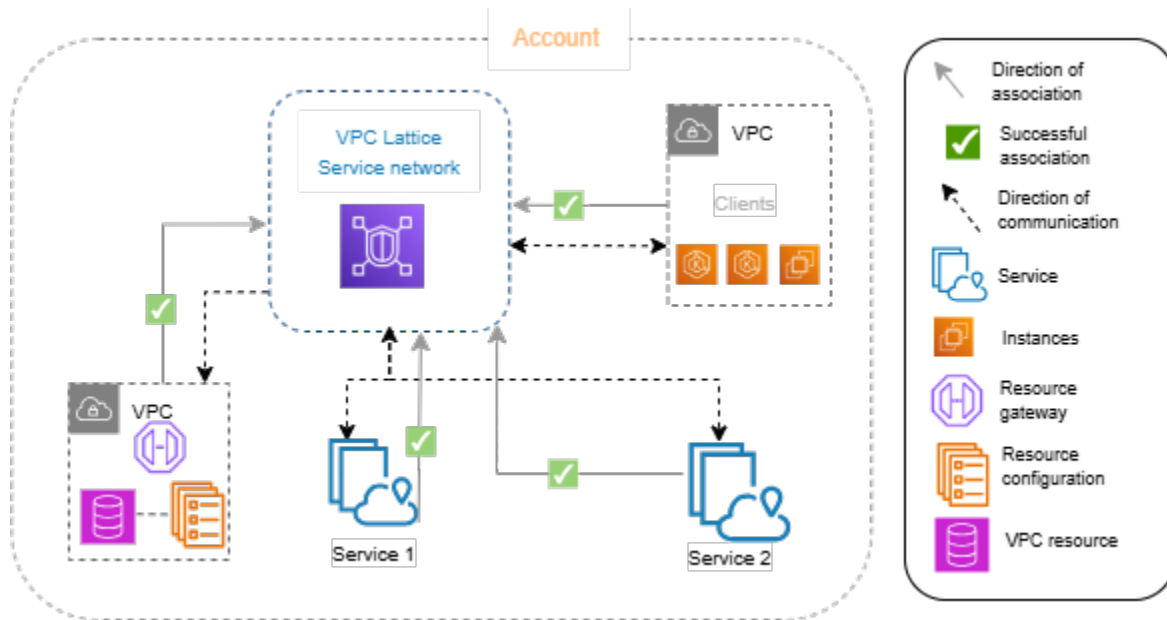 Account
VPC Lattice
Service network
VPC
Clients
VPC
Service 1
Service 2
Direction of
association
Successful
association
Direction of
communication
Service
Instances
Resource
gateway
Resource
configuration
VPC resource